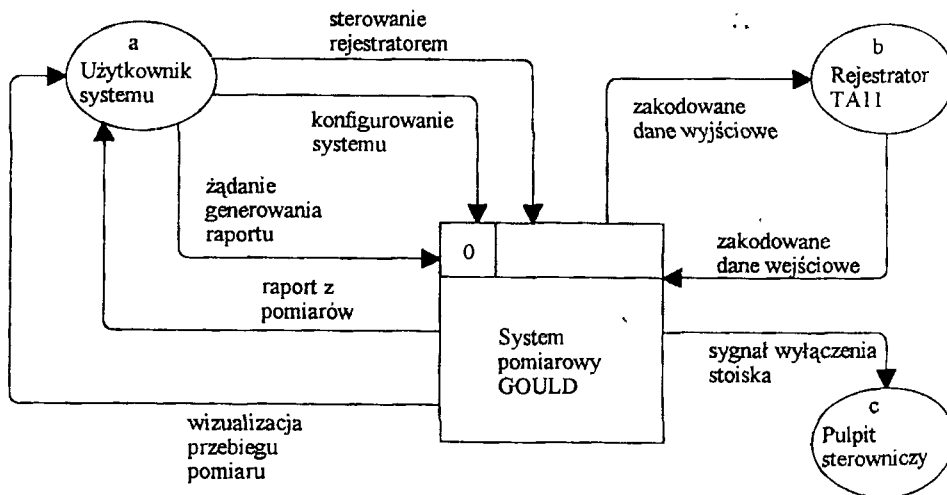 a
Użytkownik
systemu
sterowanie
rejestratorem
konfigurowanie
systemu
żądanie
generowania
raportu
raport z
pomiarów
wizualizacja
przebiegu
pomiaru
0
System
pomiarowy
GOULD
zakodowane
dane wyjściowe
b
Rejestrator
TA11
zakodowane
dane wejściowe
sygnał wyłączenia
stoiska
c
Pulpit
sterowniczy